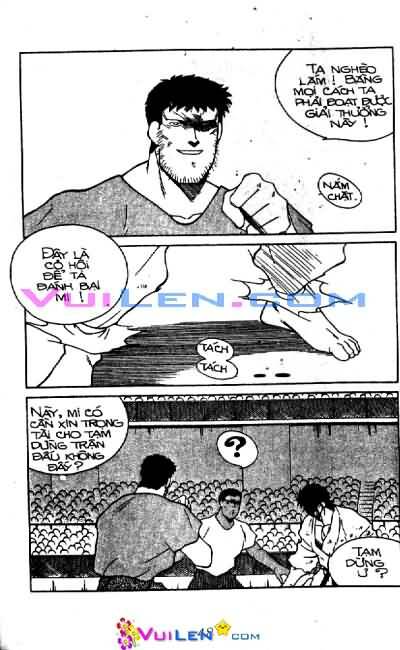 TA NGHÈO
LẮM! BẰNG
MỌI CÁCH TA
PHẢI ĐOẠT ĐƯỢC
GIẢI THƯỞNG
NÀY!
NẮM
CHẶT.
ĐÂY LÀ
CƠ HỘI
ĐỂ TA
ĐÁNH BẠI
MI!
VUILEN.COM
TÁCH
TÁCH
NÀY, MI CÓ
CẦN XIN TRỌNG
TÀI CHO TẠM
DỪNG TRẬN
ĐẤU KHÔNG
ĐẤY?
?
TẠM
DỪNG
Ư?
VUILEN.COM